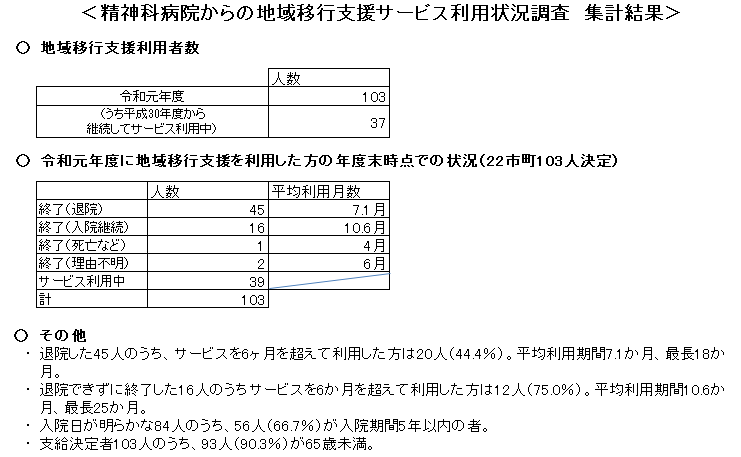 ＜精神科病院からの地域移行支援サービス利用状況調査　集計結果＞
○ 地域移行支援利用者数
人数
令和元年度 103
（うち平成30年度から
継続してサービス利用中） 37
○ 令和元年度に地域移行支援を利用した方の年度末時点での状況（22市町103人決定）
人数 平均利用月数
終了（退院） 45 7.1月
終了（入院継続） 16 10.6月
終了（死亡など） 1 4月
終了（理由不明） 2 6月
サービス利用中 39
計 103
○ その他
・ 退院した45人のうち、サービスを6ヶ月を超えて利用した方は20人（44.4％）。平均利用期間7.1か月、最長18か
月。
・ 退院できずに終了した16人のうちサービスを6か月を超えて利用した方は12人（75.0％）。平均利用期間10.6か
月、最長25か月。
・ 入院日が明らかな84人のうち、56人（66.7％）が入院期間5年以内の者。
・ 支給決定者103人のうち、93人（90.3％）が65歳未満。